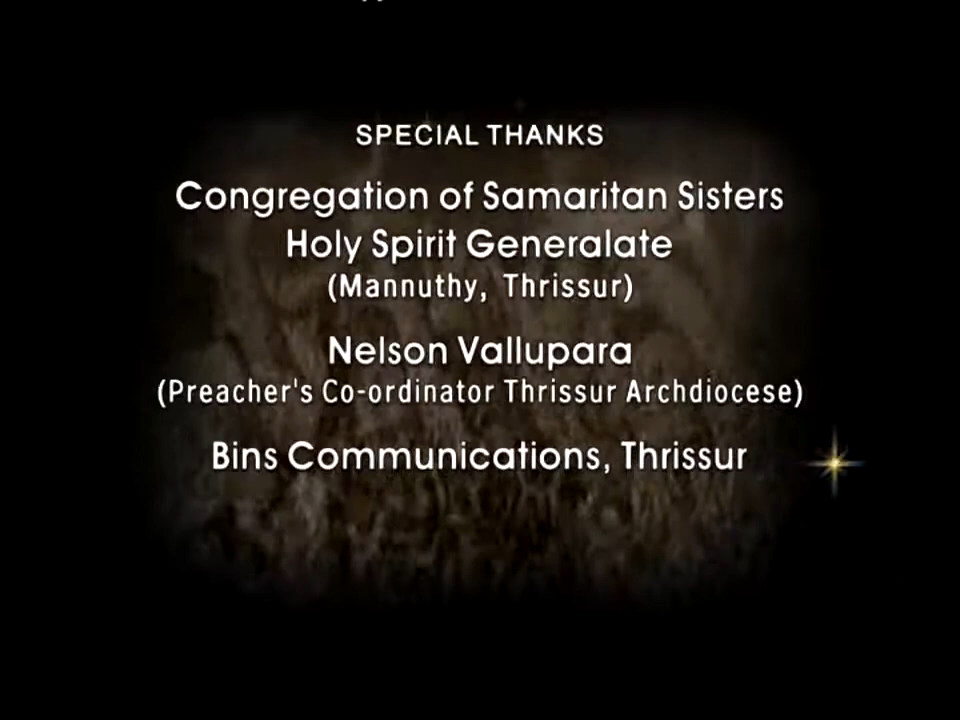 SPECIAL THANKS
Congregation of Samaritan Sisters
Holy Spirit Generalate
(Mannuthy, Thrissur)
Nelson Vallupara
(Preacher's Co-ordinator Thrissur Archdiocese)
Bins Communications, Thrissur